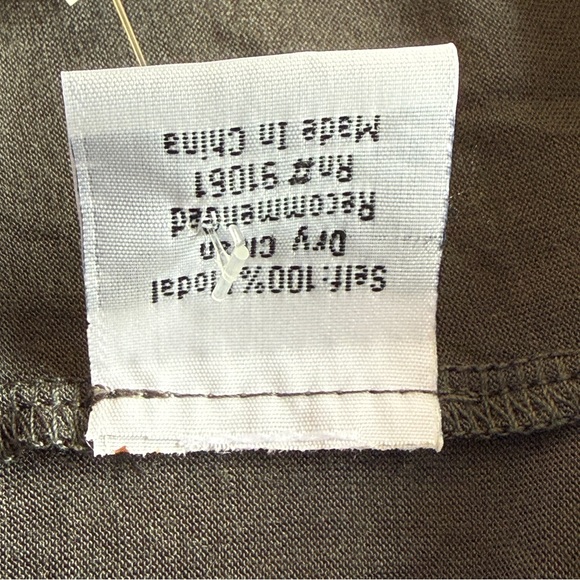 Self: 100% Modal
Dry Clean
Recommended
Rn# 91061
Made In China